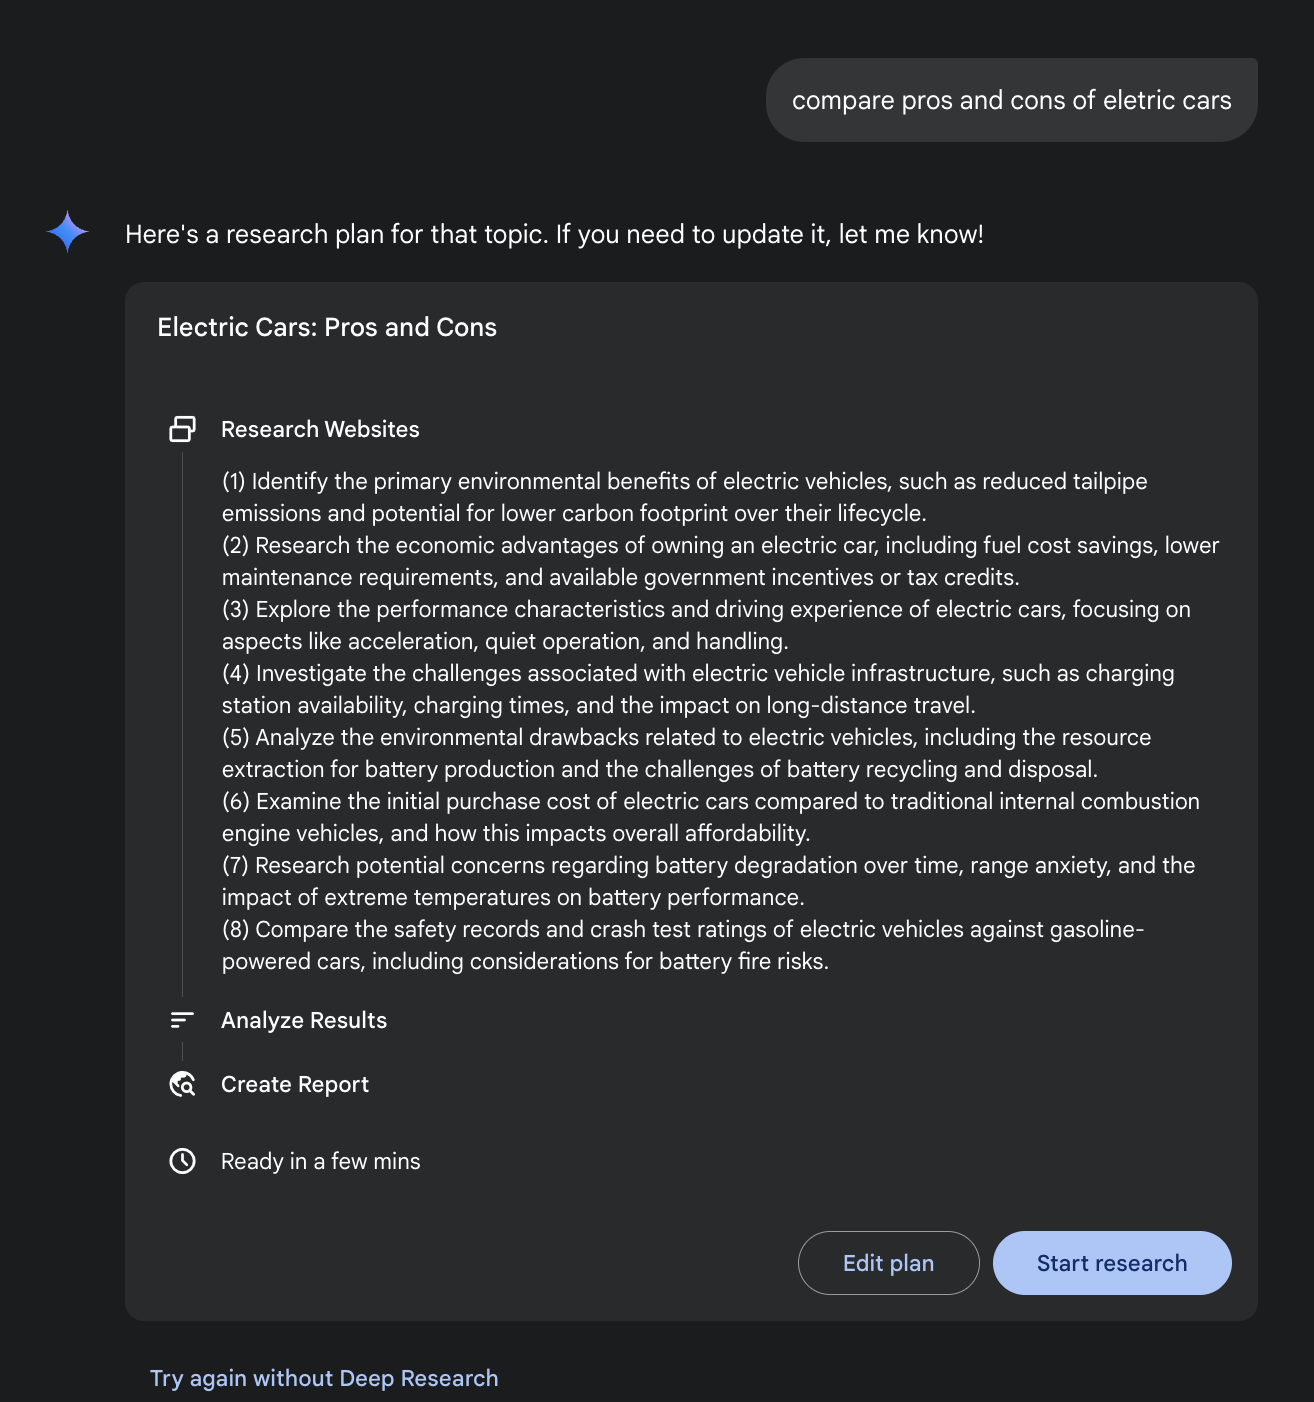 compare pros and cons of eletric cars
Here's a research plan for that topic. If you need to update it, let me know!
Electric Cars: Pros and Cons
Research Websites
(1) Identify the primary environmental benefits of electric vehicles, such as reduced tailpipe
emissions and potential for lower carbon footprint over their lifecycle.
(2) Research the economic advantages of owning an electric car, including fuel cost savings, lower
maintenance requirements, and available government incentives or tax credits.
(3) Explore the performance characteristics and driving experience of electric cars, focusing on
aspects like acceleration, quiet operation, and handling.
(4) Investigate the challenges associated with electric vehicle infrastructure, such as charging
station availability, charging times, and the impact on long-distance travel.
(5) Analyze the environmental drawbacks related to electric vehicles, including the resource
extraction for battery production and the challenges of battery recycling and disposal.
(6) Examine the initial purchase cost of electric cars compared to traditional internal combustion
engine vehicles, and how this impacts overall affordability.
(7) Research potential concerns regarding battery degradation over time, range anxiety, and the
impact of extreme temperatures on battery performance.
(8) Compare the safety records and crash test ratings of electric vehicles against gasoline-
powered cars, including considerations for battery fire risks.
Analyze Results
Create Report
Ready in a few mins
Edit plan
Start research
Try again without Deep Research